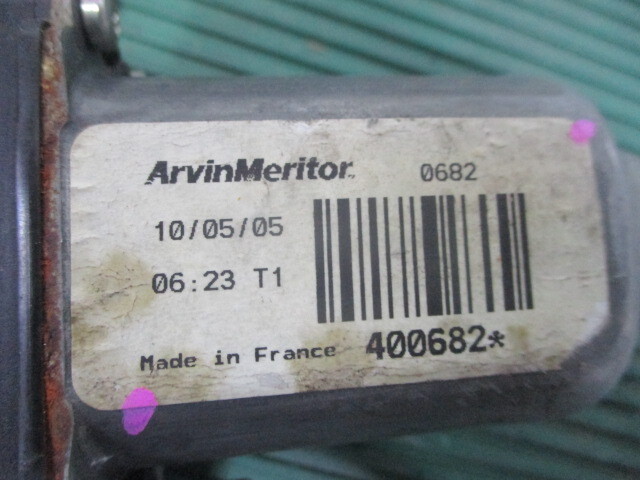 ArvinMeritor 0682
10/05/05
06:23 T1
Made in France 400682*